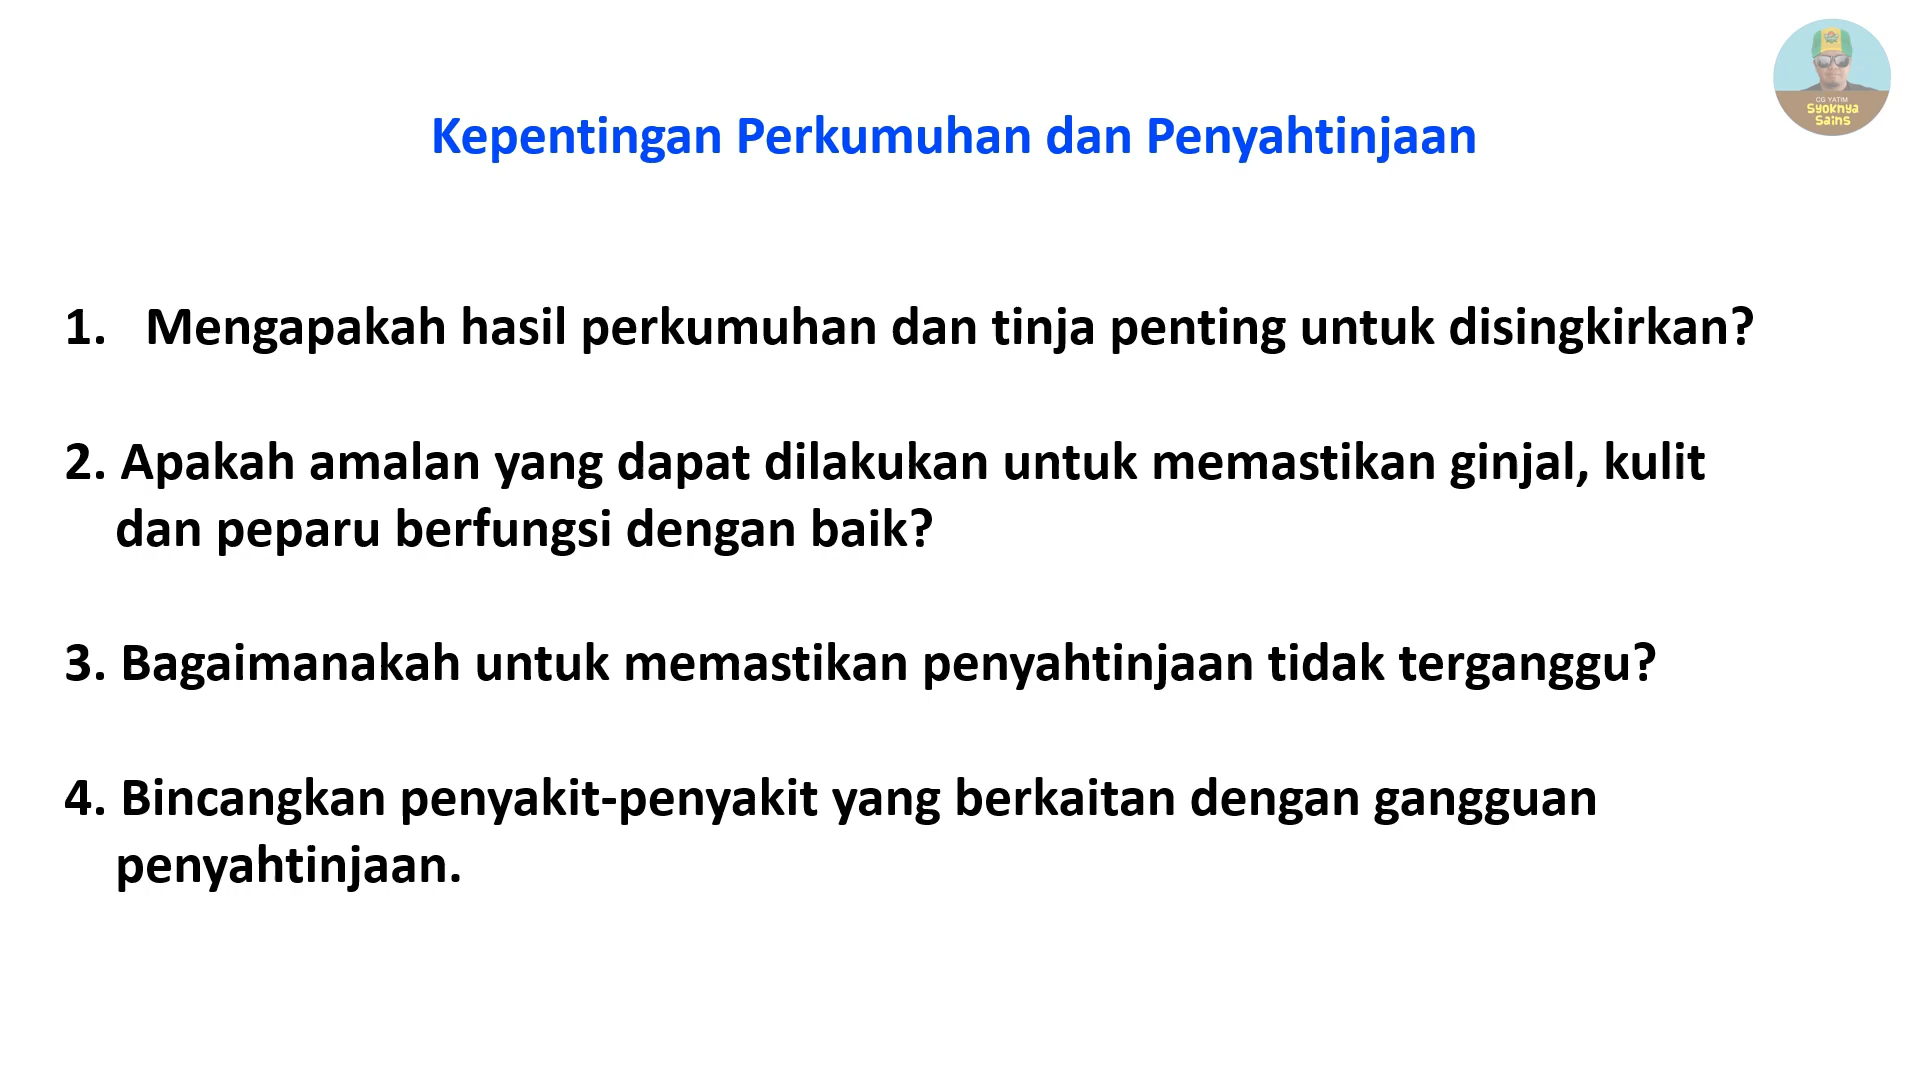 CG YATIM
Syoknya
Sains
Kepentingan Perkumuhan dan Penyahtinjaan
1. Mengapakah hasil perkumuhan dan tinja penting untuk disingkirkan?
2. Apakah amalan yang dapat dilakukan untuk memastikan ginjal, kulit
dan peparu berfungsi dengan baik?
3. Bagaimanakah untuk memastikan penyahtinjaan tidak terganggu?
4. Bincangkan penyakit-penyakit yang berkaitan dengan gangguan
penyahtinjaan.